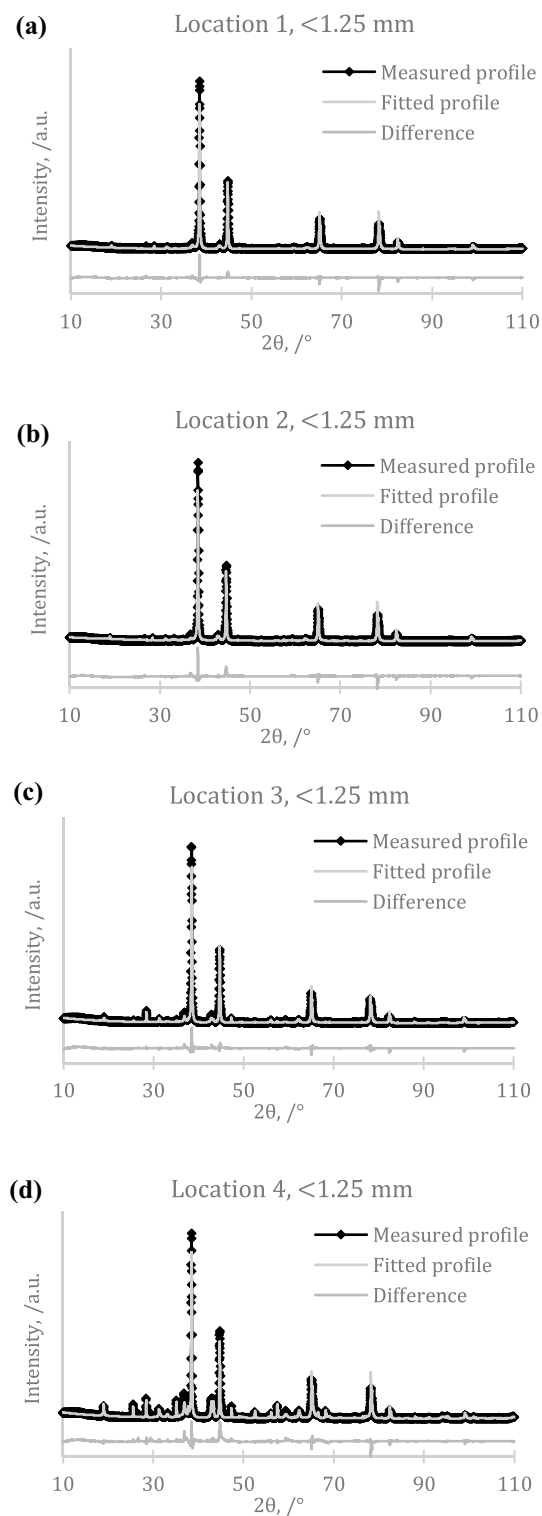 (a)
Location 1, <1.25 mm
Measured profile
Fitted profile
Difference
Intensity, /a.u.
10 30 50 70 90 110
2θ, /°
(b)
Location 2, <1.25 mm
Measured profile
Fitted profile
Difference
Intensity, /a.u.
10 30 50 70 90 110
2θ, /°
(c)
Location 3, <1.25 mm
Measured profile
Fitted profile
Difference
Intensity, /a.u.
10 30 50 70 90 110
2θ, /°
(d)
Location 4, <1.25 mm
Measured profile
Fitted profile
Difference
Intensity, /a.u.
10 30 50 70 90 110
2θ, /°